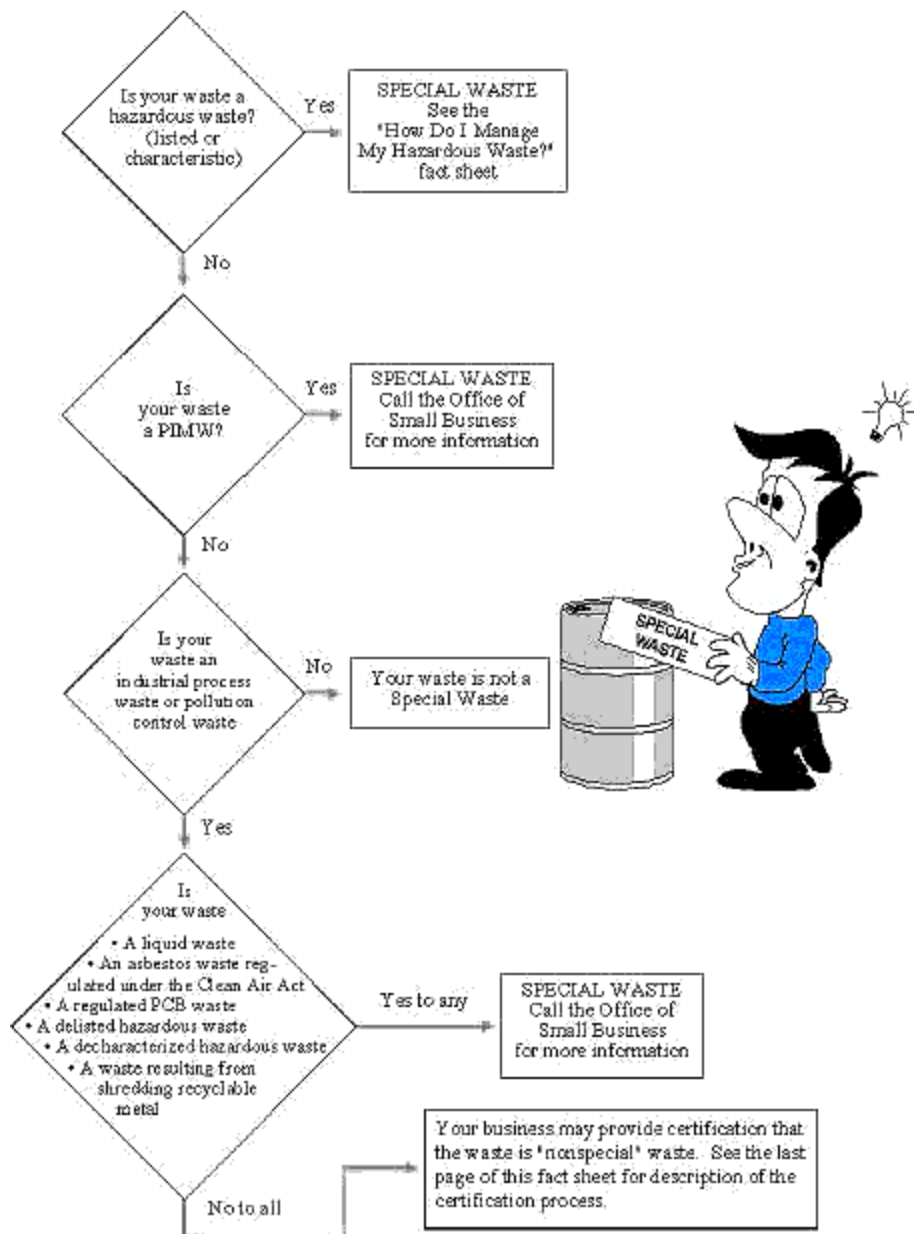 Is your waste a
hazardous waste?
(listed or
characteristic)
Yes
SPECIAL WASTE
See the
"How Do I Manage
My Hazardous Waste?"
fact sheet
No
Is
your waste
a PIMW?
Yes
SPECIAL WASTE
Call the Office of
Small Business
for more information
No
Is your
waste an
industrial process
waste or pollution
control waste
No
Your waste is not a
Special Waste
SPECIAL
WASTE
Yes
Is
your waste
• A liquid waste
• An asbestos waste reg-
ulated under the Clean Air Act
• A regulated PCB waste
• A delisted hazardous waste
• A decharacterized hazardous waste
• A waste resulting from
shredding recyclable
metal
Yes to any
SPECIAL WASTE
Call the Office of
Small Business
for more information
Your business may provide certification that
the waste is "nonspecial" waste. See the last
page of this fact sheet for description of the
certification process.
No to all